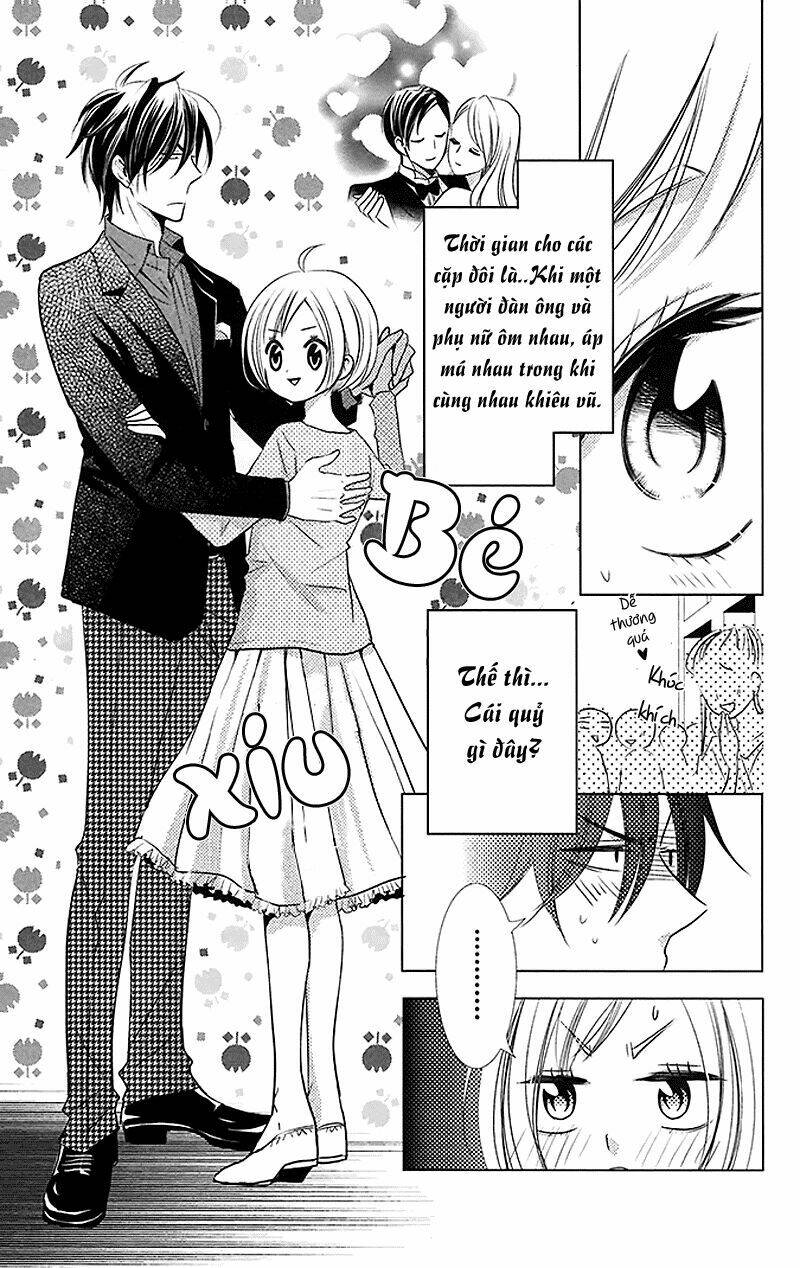 Thời gian cho các
cặp đôi là..Khi một
người đàn ông và
phụ nữ ôm nhau, áp
má nhau trong khi
cùng nhau khiêu vũ.
Bé
xíu
Dễ
thương
quá
Khúc
khích
Thế thì...
Cái quỷ
gì đây?
.........